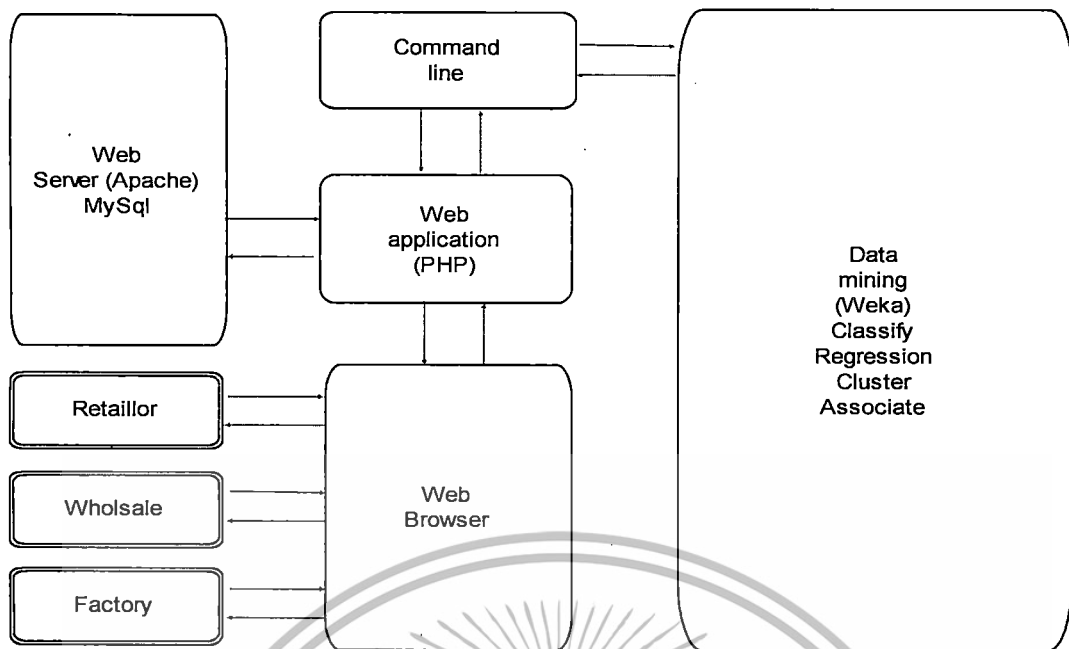 Web
Server (Apache)
MySql
Command
line
Web
application
(PHP)
Data
mining
(Weka)
Classify
Regression
Cluster
Associate
Retaillor
Wholsale
Factory
Web
Browser